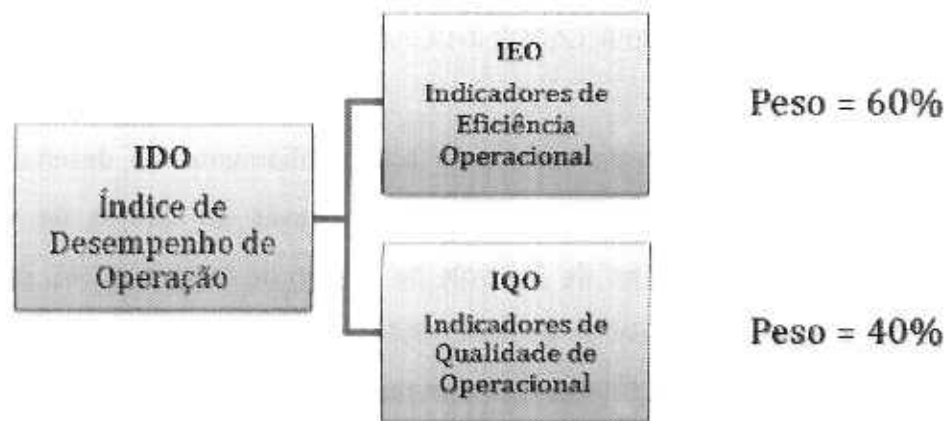 IDO
Índice de
Desempenho de
Operação
IEO
Indicadores de
Eficiência
Operacional
Peso = 60%
IQO
Indicadores de
Qualidade de
Operacional
Peso = 40%